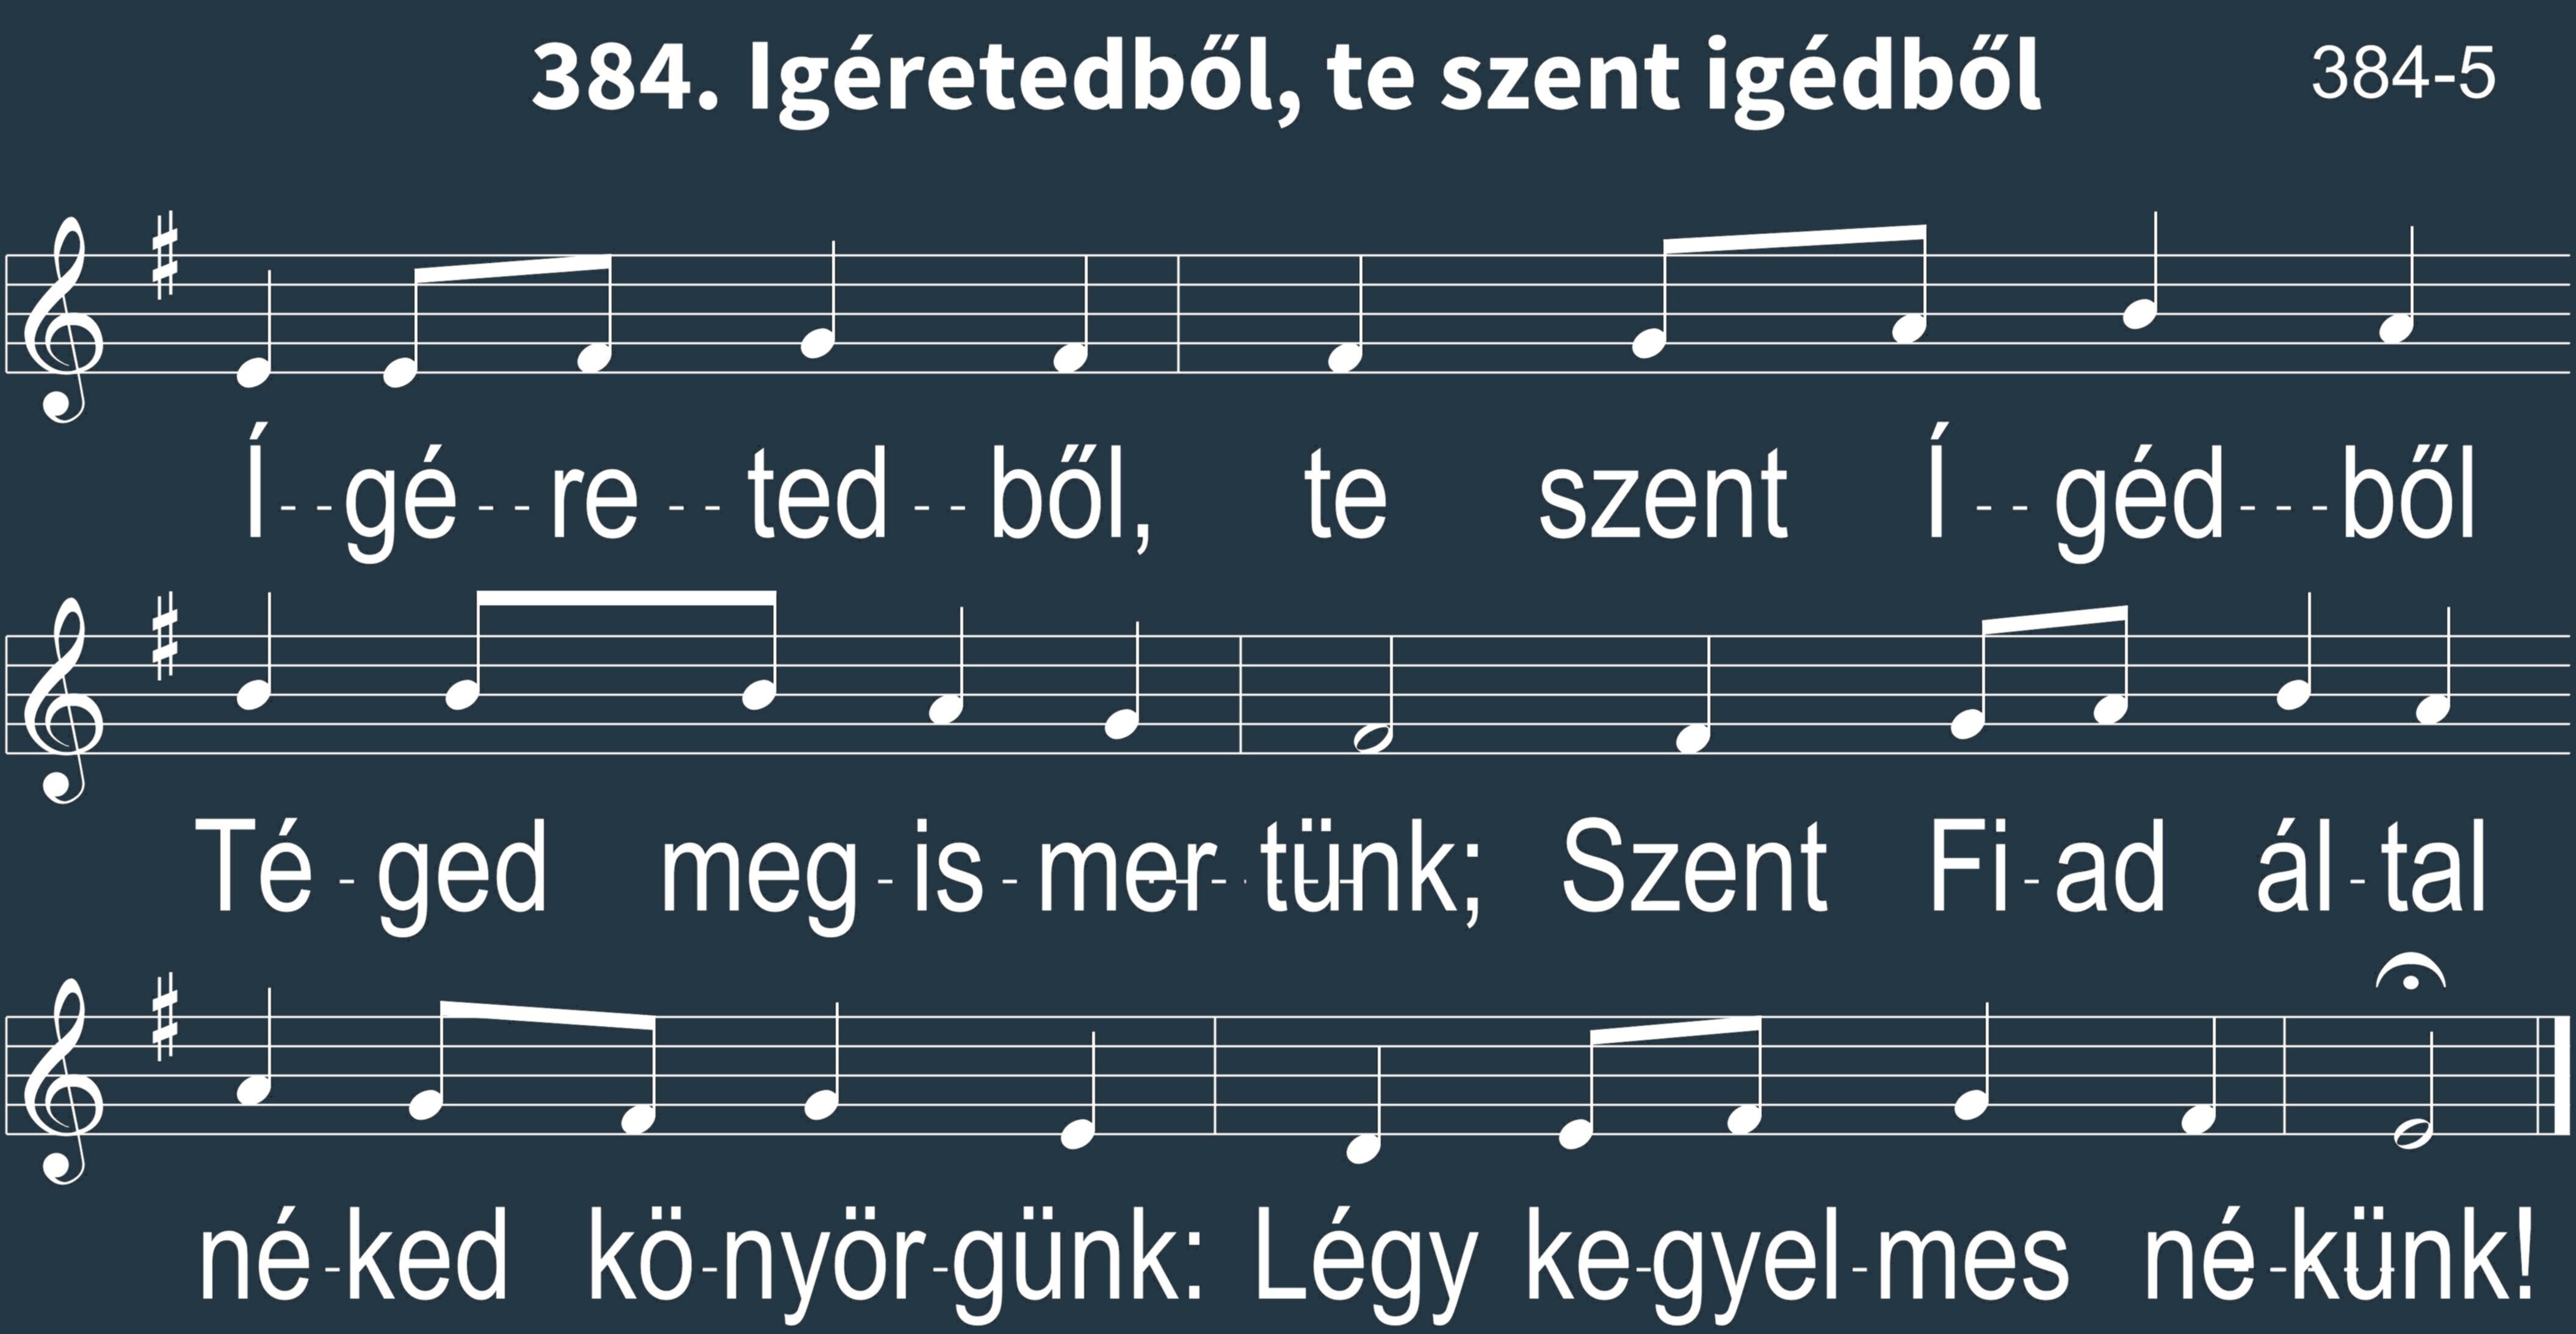 384. Igéretedből, te szent igédből 384-5
Í--gé--re--ted--ből, te szent Í--géd---ből
Té-ged meg-is-mer--tünk; Szent Fi-ad ál-tal
né-ked kö-nyör-günk: Légy ke-gyel-mes né-künk!